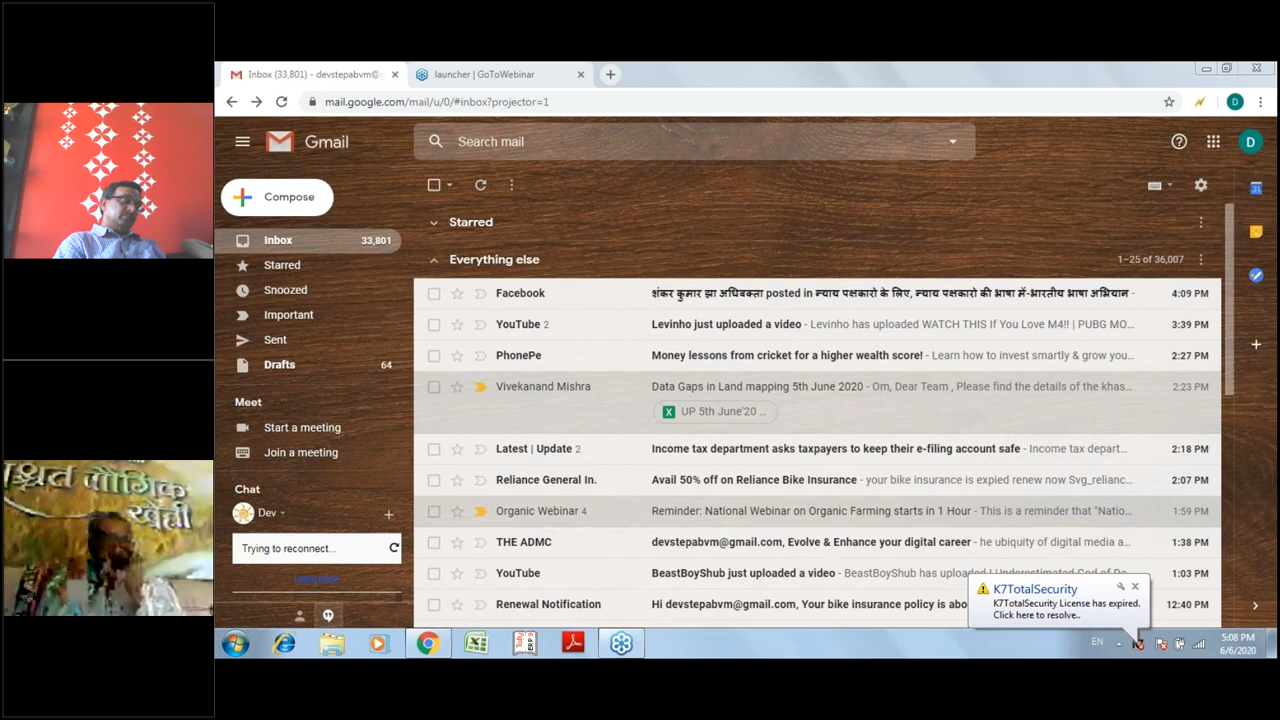 Inbox (33,801) - devstepabvm@
launcher | GoToWebinar
mail.google.com/mail/u/0/#inbox?projector=1
D
Gmail
Search mail
D
Compose
31
Starred
Inbox 33,801
Everything else
1–25 of 36,007
Starred
Snoozed
Important
Sent
Drafts 64
Meet
Start a meeting
Join a meeting
Chat
Dev
Trying to reconnect...
Facebook शंकर कुमार झा अधिवक्ता posted in न्याय पक्षकारो के लिए, न्याय पक्षकारो की भाषा में-भारतीय भाषा अभियान - 4:09 PM
YouTube 2 Levinho just uploaded a video - Levinho has uploaded WATCH THIS If You Love M4!! | PUBG MO... 3:39 PM
PhonePe Money lessons from cricket for a higher wealth score! - Learn how to invest smartly & grow you... 2:27 PM
Vivekanand Mishra Data Gaps in Land mapping 5th June 2020 - Om, Dear Team , Please find the details of the khas... 2:23 PM
X UP 5th June'20 ...
Latest | Update 2 Income tax department asks taxpayers to keep their e-filing account safe - Income tax depart... 2:18 PM
Reliance General In. Avail 50% off on Reliance Bike Insurance - your bike insurance is expied renew now Svg_relianc... 2:07 PM
Organic Webinar 4 Reminder: National Webinar on Organic Farming starts in 1 Hour - This is a reminder that "Natio... 1:59 PM
THE ADMC devstepabvm@gmail.com, Evolve & Enhance your digital career - he ubiquity of digital media a... 1:38 PM
YouTube BeastBoyShub just uploaded a video - BeastBoyShub has uploaded 1:03 PM
Renewal Notification Hi devstepabvm@gmail.com, Your bike insurance policy is abo 12:40 PM
K7TotalSecurity
K7TotalSecurity License has expired.
Click here to resolve..
EN
5:08 PM
6/6/2020
यौगिक
खेती